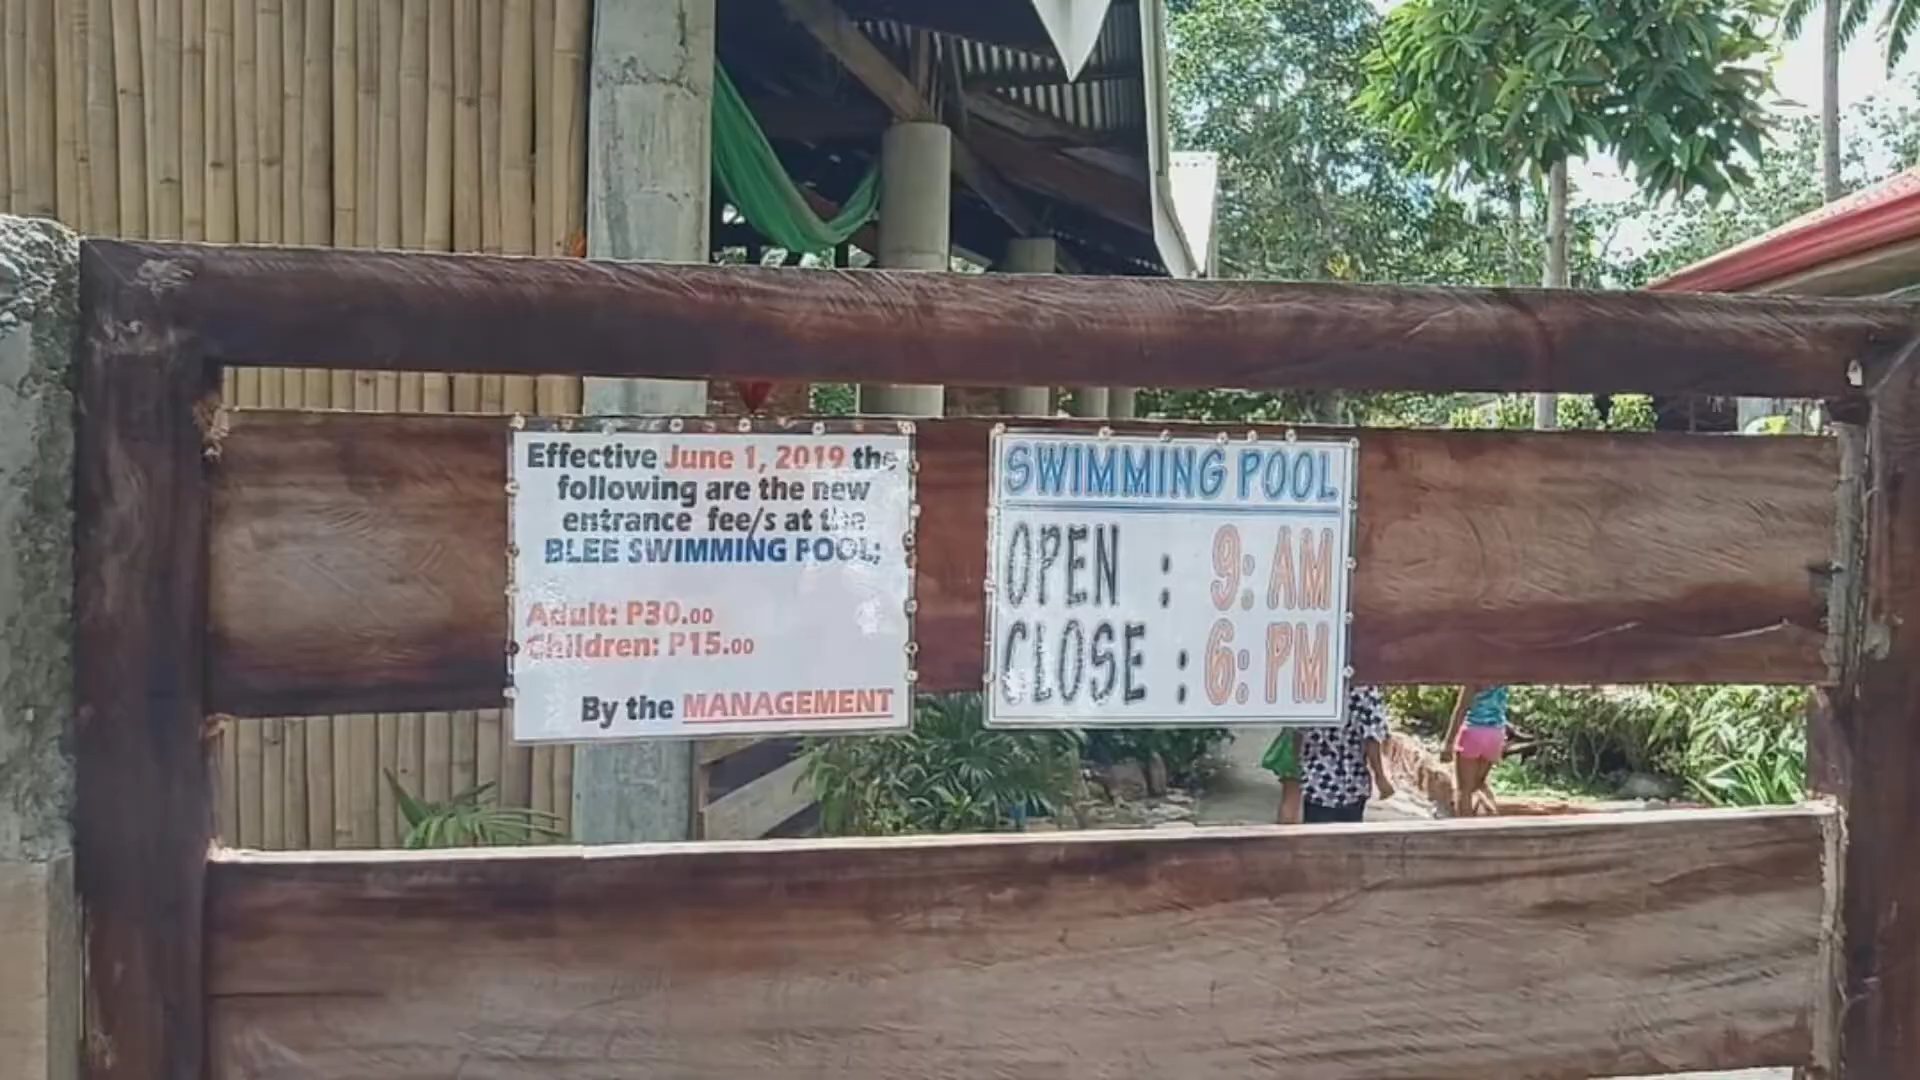 Effective June 1, 2019 the
following are the new
entrance fee/s at the
BLEE SWIMMING POOL;
Adult: P30.00
Children: P15.00
By the MANAGEMENT
SWIMMING POOL
OPEN : 9: AM
CLOSE : 6: PM